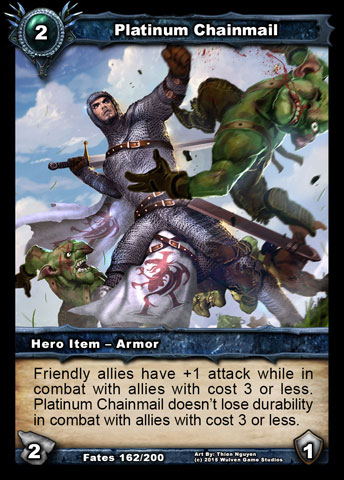 2
Platinum Chainmail
Hero Item – Armor
Friendly allies have +1 attack while in
combat with allies with cost 3 or less.
Platinum Chainmail doesn't lose durability
in combat with allies with cost 3 or less.
2
Fates 162/200
Art By: Thien Nguyen
(c) 2015 Wulven Game Studios
1